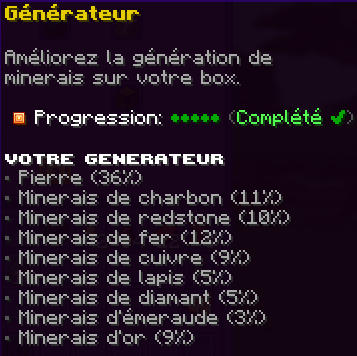 Générateur
Améliorez la génération de
minerais sur votre box.
Progression: ●●●●● (Complété ✔)
VOTRE GENERATEUR
• Pierre (36%)
• Minerais de charbon (11%)
• Minerais de redstone (10%)
• Minerais de fer (12%)
• Minerais de cuivre (9%)
• Minerais de lapis (5%)
• Minerais de diamant (5%)
• Minerais d'émeraude (3%)
• Minerais d'or (9%)